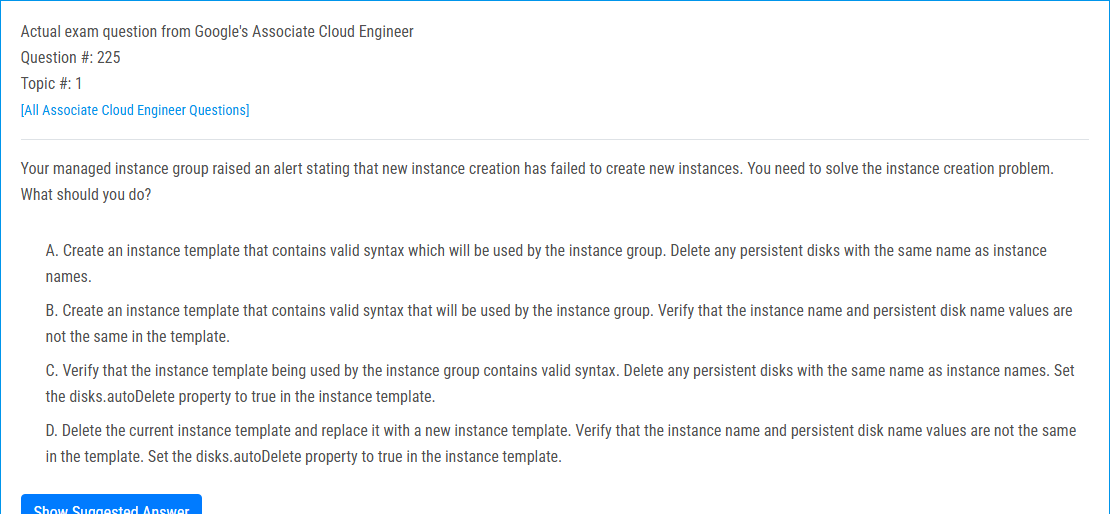 Actual exam question from Google's Associate Cloud Engineer
Question #: 225
Topic #: 1
[All Associate Cloud Engineer Questions]
Your managed instance group raised an alert stating that new instance creation has failed to create new instances. You need to solve the instance creation problem.
What should you do?
A. Create an instance template that contains valid syntax which will be used by the instance group. Delete any persistent disks with the same name as instance
names.
B. Create an instance template that contains valid syntax that will be used by the instance group. Verify that the instance name and persistent disk name values are
not the same in the template.
C. Verify that the instance template being used by the instance group contains valid syntax. Delete any persistent disks with the same name as instance names. Set
the disks.autoDelete property to true in the instance template.
D. Delete the current instance template and replace it with a new instance template. Verify that the instance name and persistent disk name values are not the same
in the template. Set the disks.autoDelete property to true in the instance template.
Show Suggested Answer